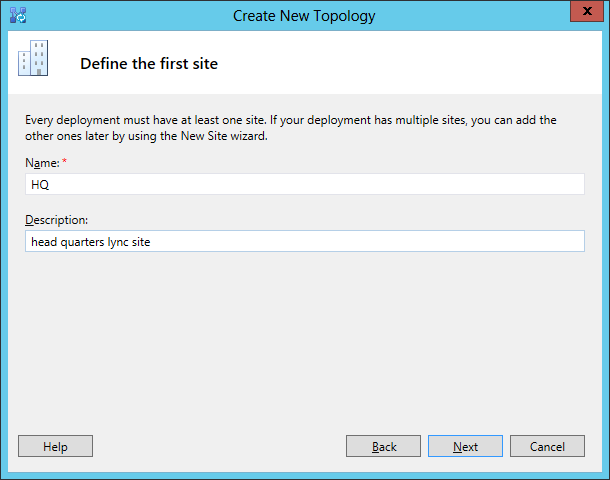 Create New Topology
x
Define the first site
Every deployment must have at least one site. If your deployment has multiple sites, you can add the
other ones later by using the New Site wizard.
Name: *
HQ
Description:
head quarters lync site
Help
Back
Next
Cancel